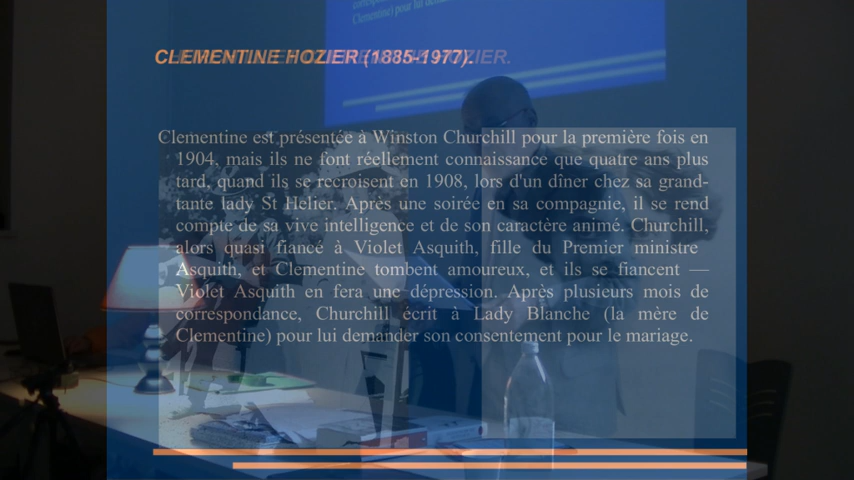 Clementine) pour lui
CLEMENTINE HOZIER (1885-1977).
HOZIER.
Clementine est présentée à Winston Churchill pour la première fois en
1904, mais ils ne font réellement connaissance que quatre ans plus
tard, quand ils se recroisent en 1908, lors d'un dîner chez sa grand-
tante lady St Helier. Après une soirée en sa compagnie, il se rend
compte de sa vive intelligence et de son caractère animé. Churchill,
alors quasi fiancé à Violet Asquith, fille du Premier ministre
Asquith, et Clementine tombent amoureux, et ils se fiancent —
Violet Asquith en fera une dépression. Après plusieurs mois de
correspondance, Churchill écrit à Lady Blanche (la mère de
Clementine) pour lui demander son consentement pour le mariage.